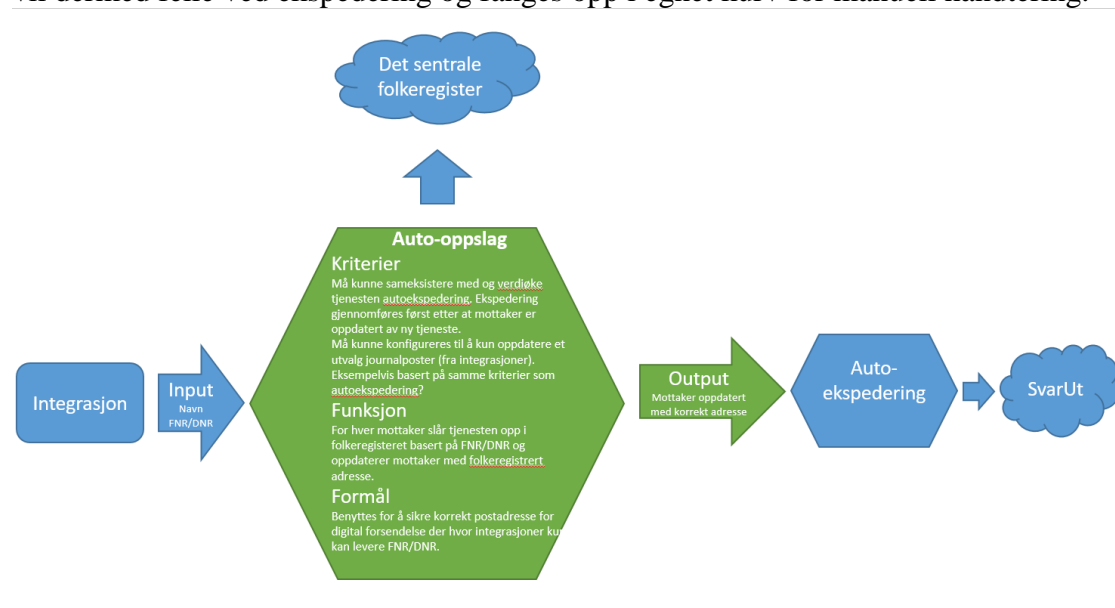 Det sentrale
folkeregister
Auto-oppslag
Kriterier
Må kunne sameksistere med og verdiøke
tjenesten autoekspedering. Ekspedering
gjennomføres først etter at mottaker er
oppdatert av ny tjeneste.
Må kunne konfigureres til å kun oppdatere et
utvalg journalposter (fra integrasjoner).
Eksempelvis basert på samme kriterier som
autoekspedering?
Funksjon
For hver mottaker slår tjenesten opp i
folkeregisteret basert på FNR/DNR og
oppdaterer mottaker med folkeregistrert
adresse.
Formål
Benyttes for å sikre korrekt postadresse for
digital forsendelse der hvor integrasjoner kun
kan levere FNR/DNR.
Integrasjon
Input
Navn
FNR/DNR
Output
Mottaker oppdatert
med korrekt adresse
Auto-
ekspedering
SvarUt